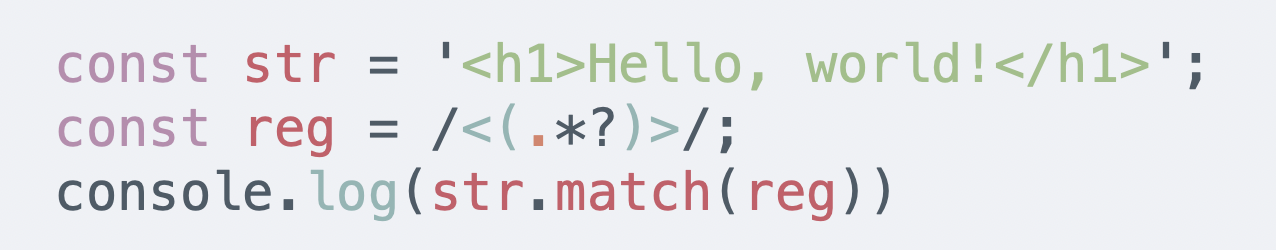 const str = '<h1>Hello, world!</h1>';
const reg = /<(.*?)>/;
console.log(str.match(reg))